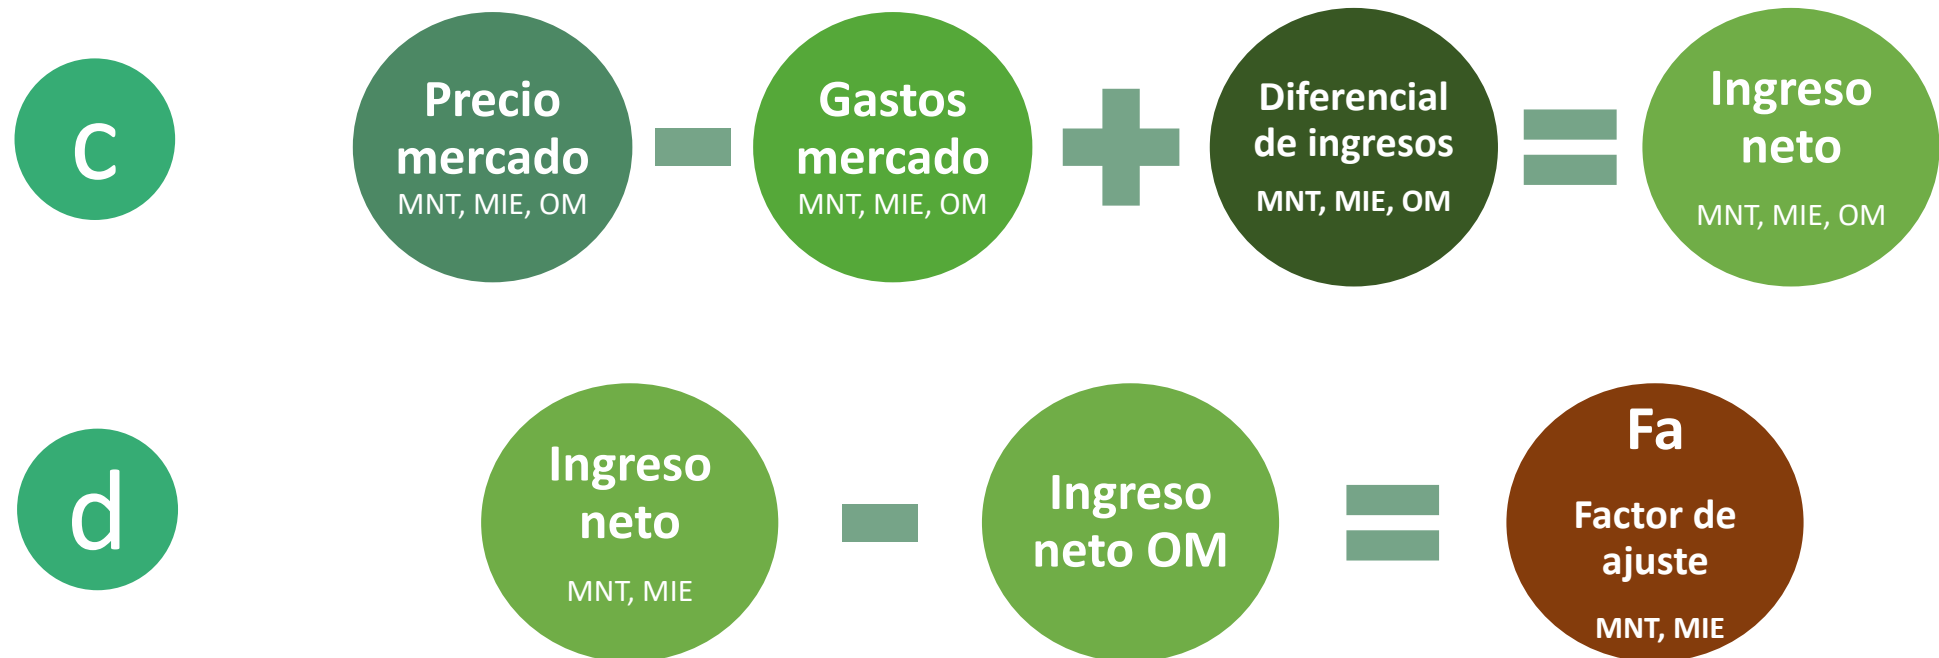 c
Precio
mercado
MNT, MIE, OM
Gastos
mercado
MNT, MIE, OM
Diferencial
de ingresos
MNT, MIE, OM
Ingreso
neto
MNT, MIE, OM
d
Ingreso
neto
MNT, MIE
Ingreso
neto OM
Fa
Factor de
ajuste
MNT, MIE